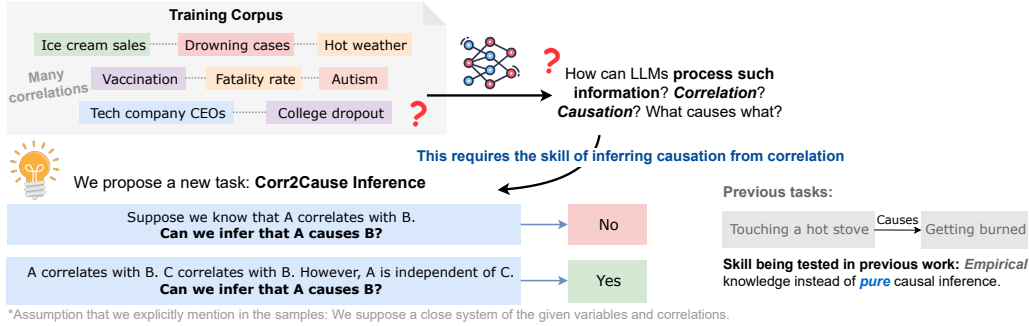 Training Corpus
Ice cream sales
Drowning cases
Hot weather
Many
correlations
Vaccination
Fatality rate
Autism
Tech company CEOs
College dropout
?
?
How can LLMs process such
information? Correlation?
Causation? What causes what?
This requires the skill of inferring causation from correlation
We propose a new task: Corr2Cause Inference
Suppose we know that A correlates with B.
Can we infer that A causes B?
No
A correlates with B. C correlates with B. However, A is independent of C.
Can we infer that A causes B?
Yes
Previous tasks:
Touching a hot stove
Causes
Getting burned
Skill being tested in previous work: Empirical
knowledge instead of pure causal inference.
*Assumption that we explicitly mention in the samples: We suppose a close system of the given variables and correlations.